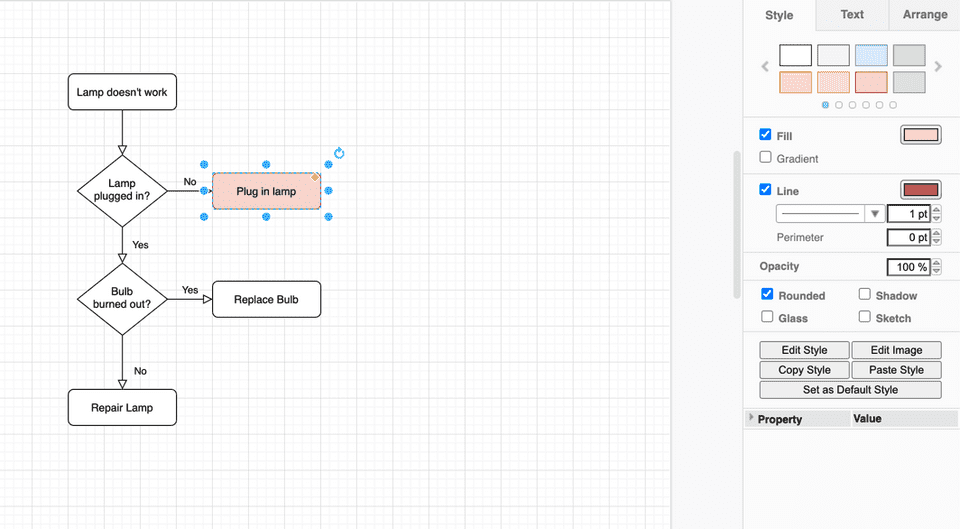 Style
Text
Arrange
Lamp doesn't work
Lamp
plugged in?
No
Plug in lamp
Yes
Bulb
burned out?
Yes
Replace Bulb
No
Repair Lamp
Fill
Gradient
Line
1 pt
Perimeter
0 pt
Opacity
100 %
Rounded
Shadow
Glass
Sketch
Edit Style
Edit Image
Copy Style
Paste Style
Set as Default Style
Property
Value